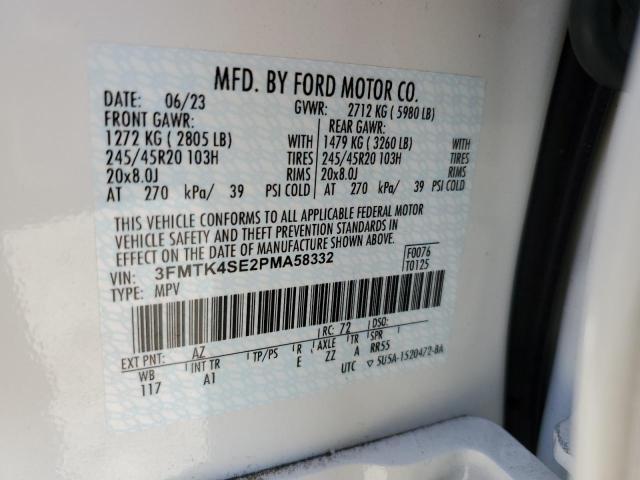 MFD. BY FORD MOTOR CO.
DATE: 06/23 GVWR: 2712 KG ( 5980 LB)
FRONT GAWR: REAR GAWR:
1272 KG ( 2805 LB) WITH 1479 KG ( 3260 LB) WITH
245/45R20 103H TIRES 245/45R20 103H TIRES
20x8.0J RIMS 20x8.0J RIMS
AT 270 kPa/ 39 PSI COLD AT 270 kPa/ 39 PSI COLD
THIS VEHICLE CONFORMS TO ALL APPLICABLE FEDERAL MOTOR
VEHICLE SAFETY AND THEFT PREVENTION STANDARDS IN
EFFECT ON THE DATE OF MANUFACTURE SHOWN ABOVE.
VIN: 3FMTK4SE2PMA58332 F0076
TYPE: MPV T0125
RC: 72 DSO:
EXT PNT: AZ TP/PS R AXLE TR SPR
WB INT TR E ZZ A RR55
117 A1 UTC ▽ 5U5A-1520472-BA